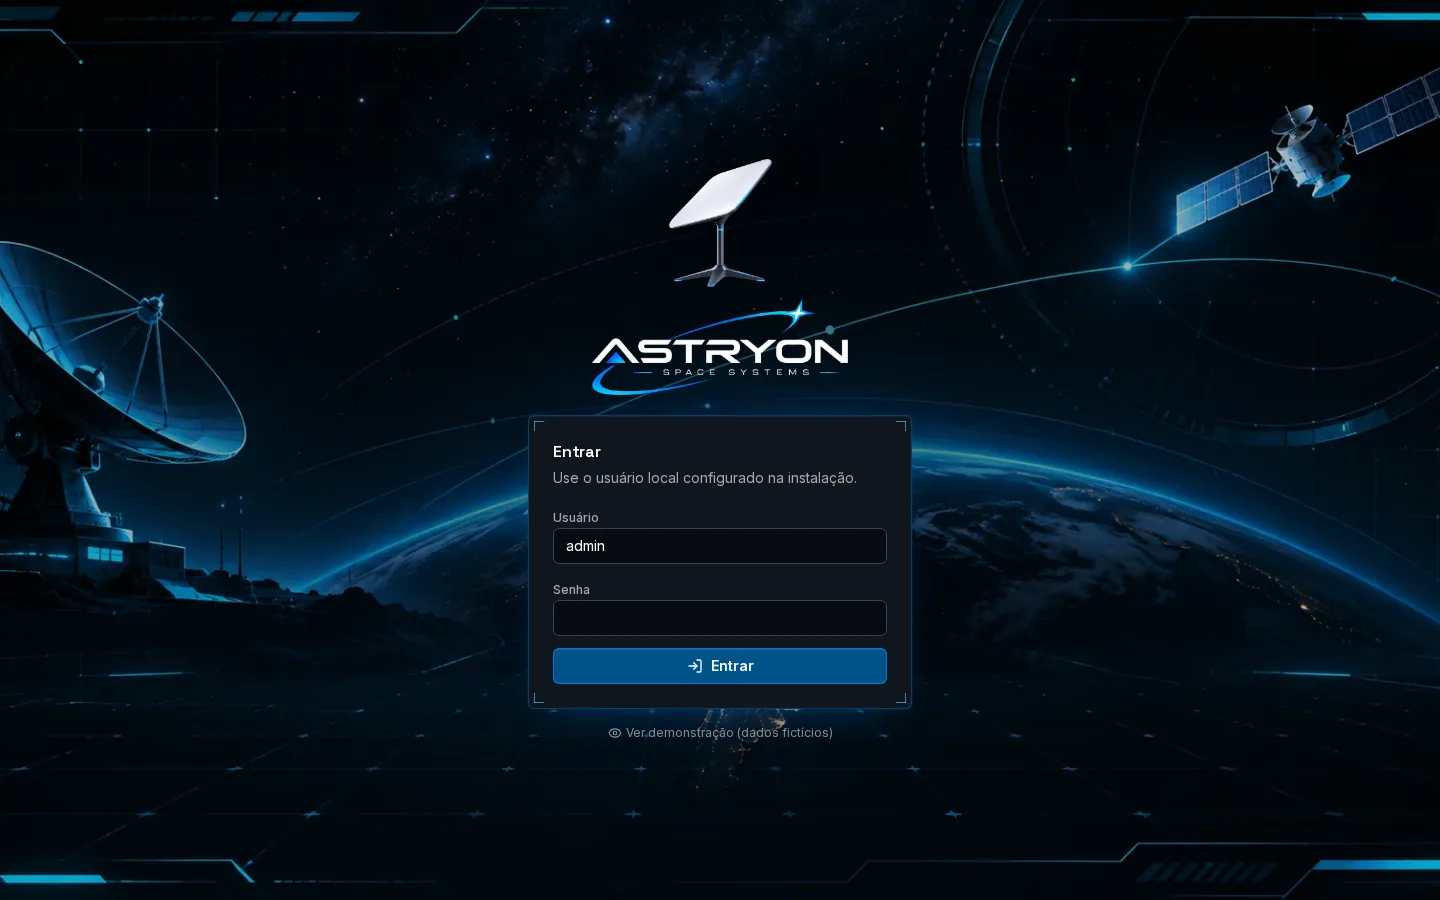 ASTRYON
SPACE SYSTEMS
Entrar
Use o usuário local configurado na instalação.
Usuário
admin
Senha
Entrar
Ver demonstração (dados fictícios)